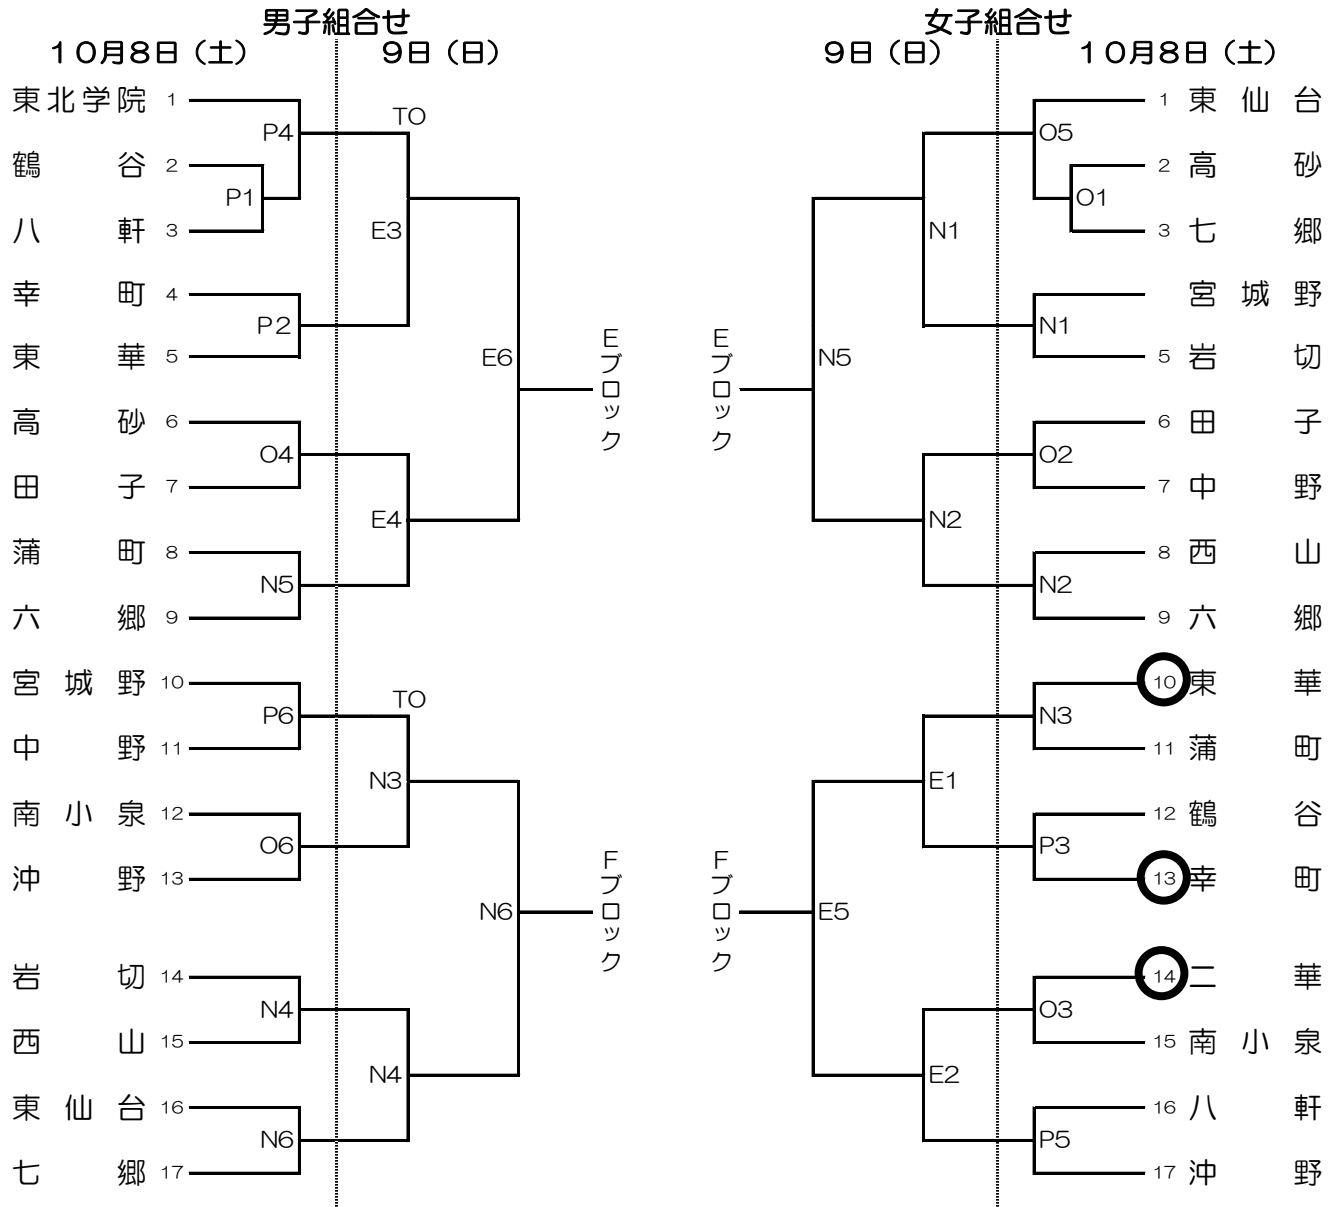 男子組合せ
10月8日（土） 9日（日）
東北学院 1
P4
TO
鶴谷 2
P1
八軒 3
E3
幸町 4
P2
東華 5
E6
Eブロック
高砂 6
O4
田子 7
E4
蒲町 8
N5
六郷 9
宮城野 10
P6
TO
中野 11
N3
南小泉 12
O6
沖野 13
N6
Fブロック
岩切 14
N4
西山 15
N4
東仙台 16
N6
七郷 17
女子組合せ
9日（日） 10月8日（土）
1 東仙台
O5
2 高砂
O1
3 七郷
N1
宮城野
N1
5 岩切
N5
Eブロック
6 田子
O2
7 中野
N2
8 西山
N2
9 六郷
10 東華
N3
11 蒲町
E1
12 鶴谷
P3
13 幸町
E5
Fブロック
14 二華
O3
15 南小泉
E2
16 八軒
P5
17 沖野